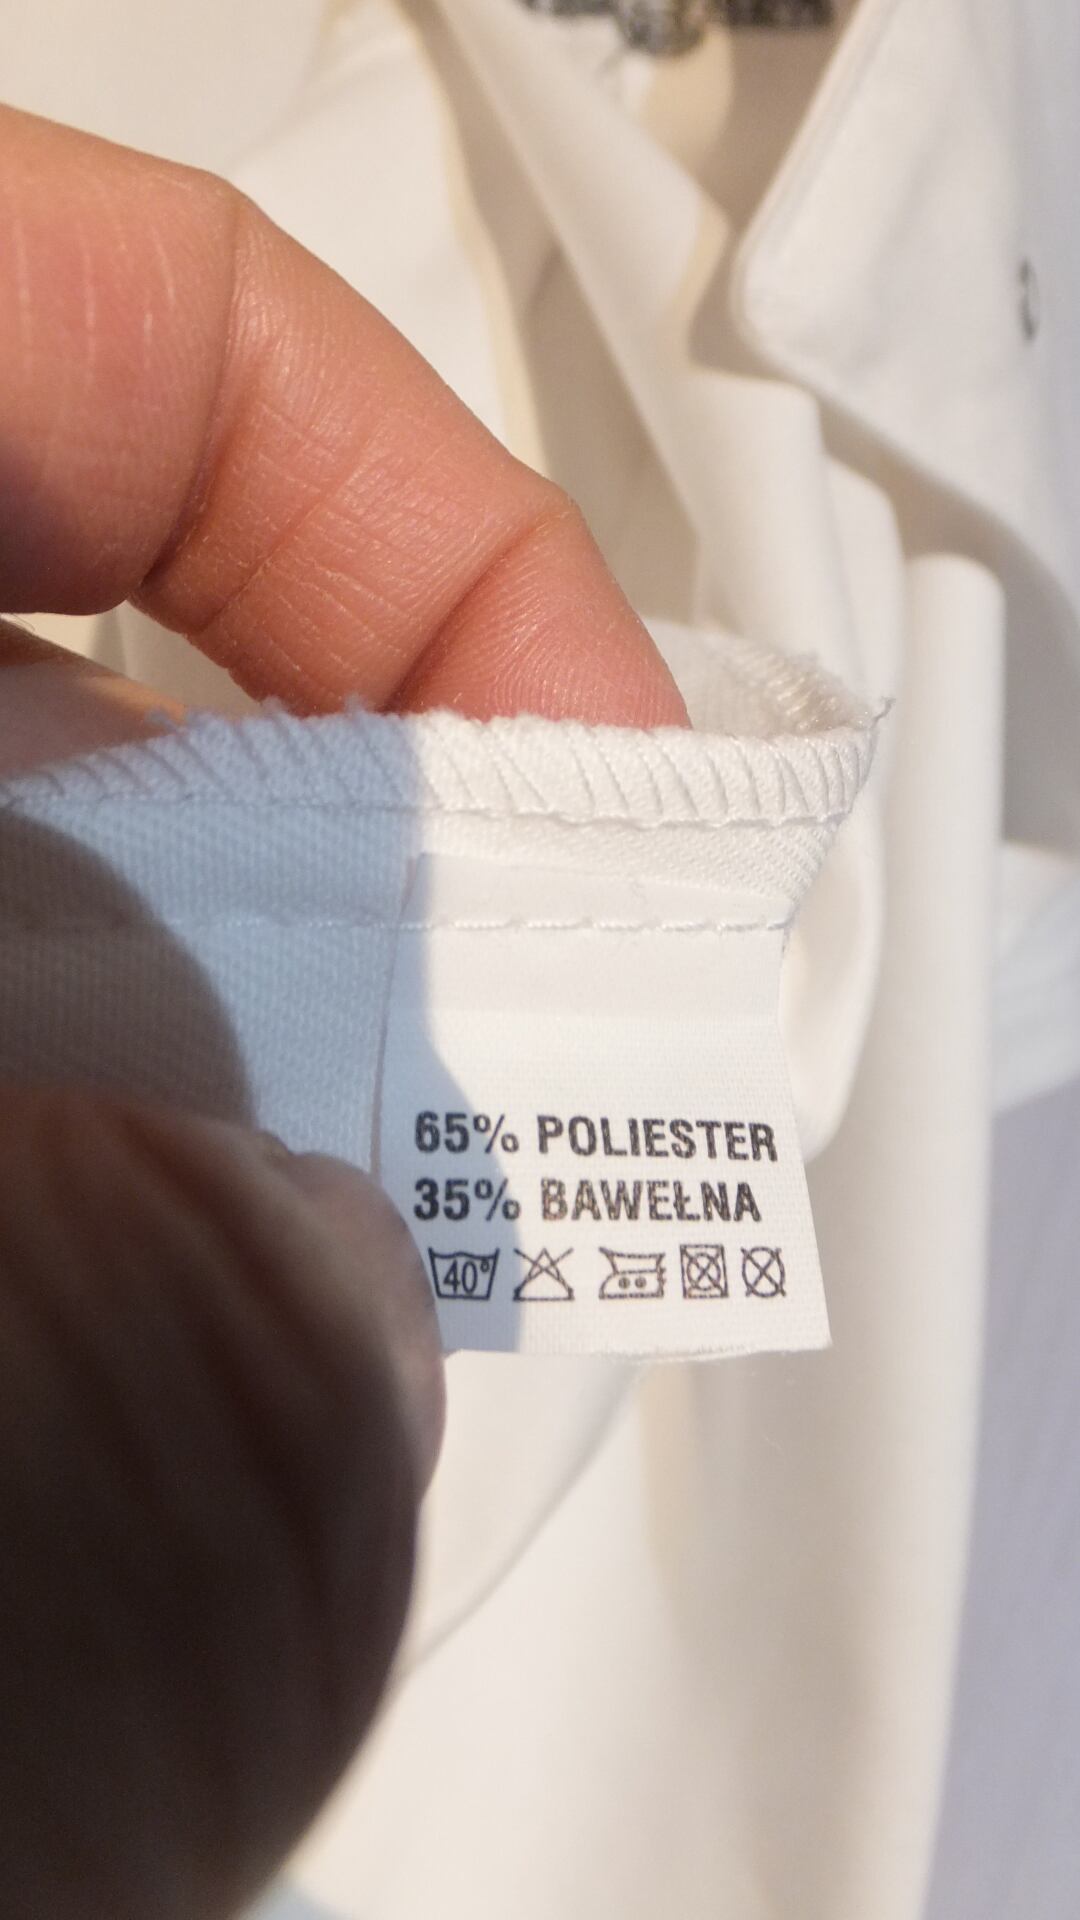 65% POLIESTER
35% BAWEŁNA
40°